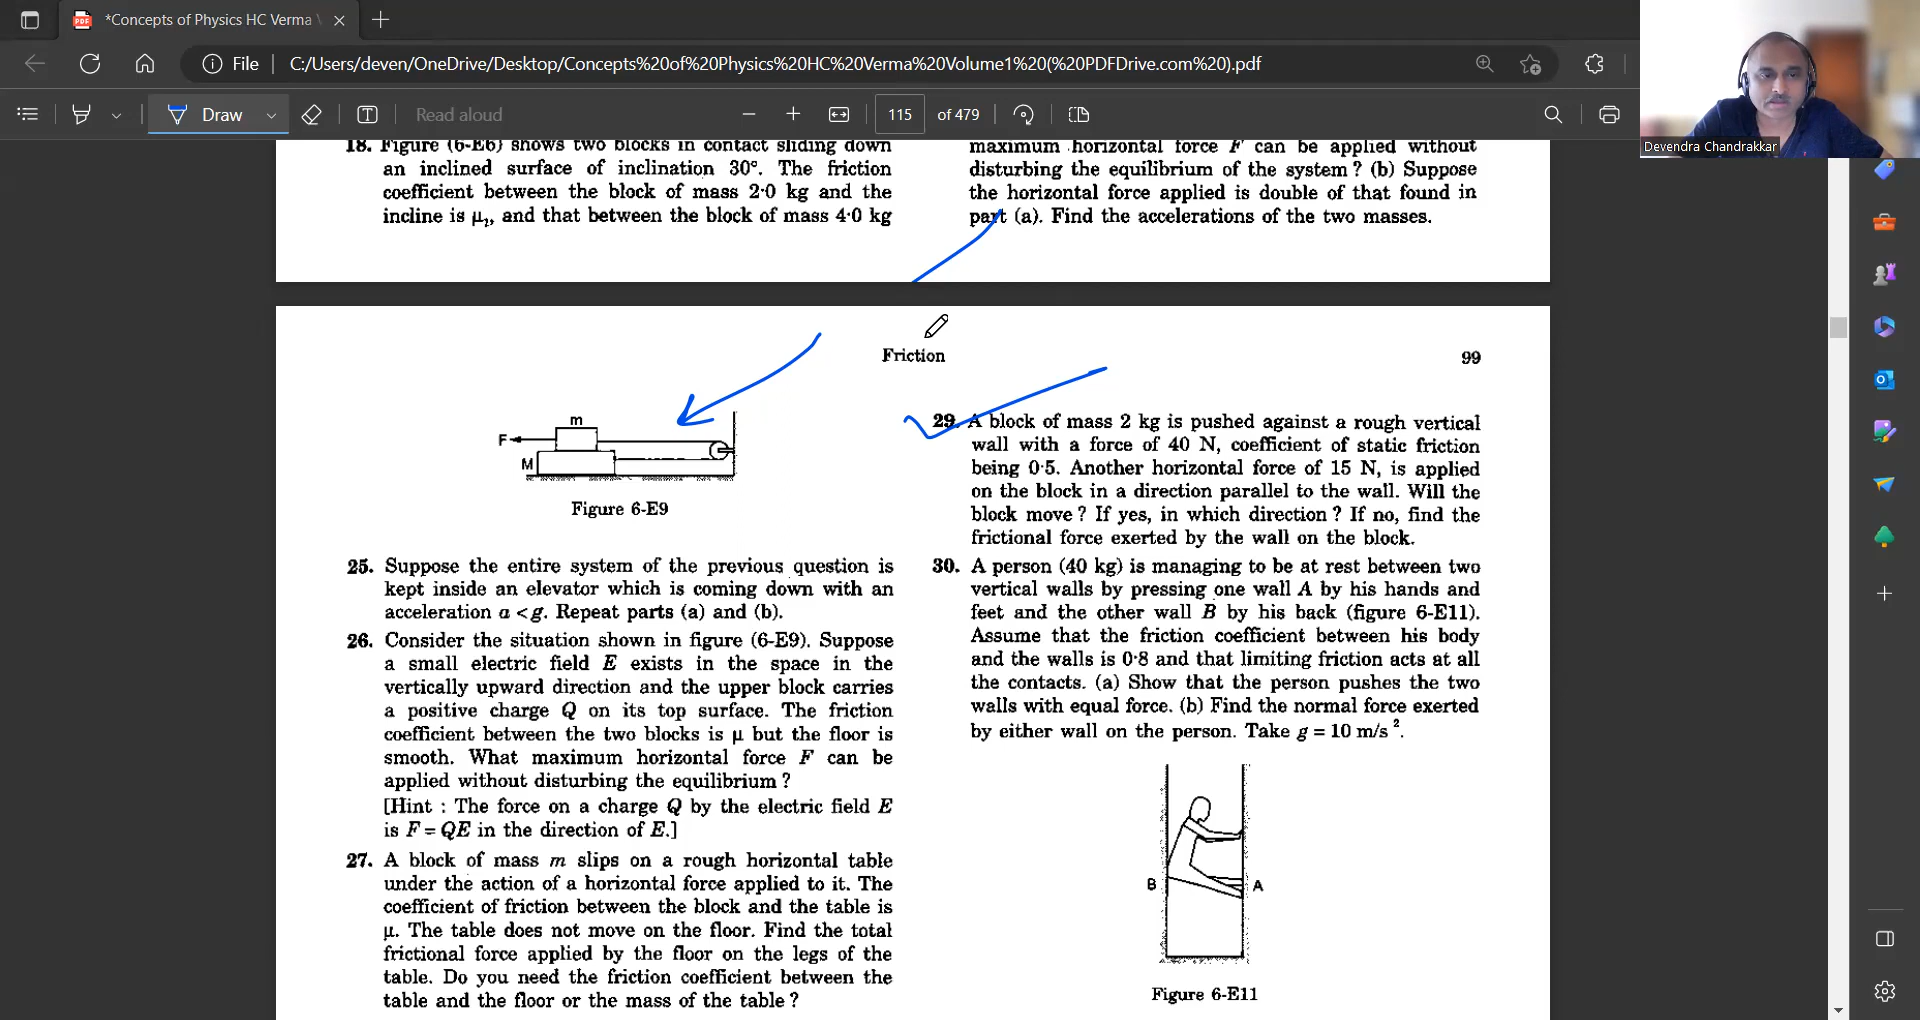 *Concepts of Physics HC Verma
File
C:/Users/deven/OneDrive/Desktop/Concepts%20of%20Physics%20HC%20Verma%20Volume1%20(%20PDFDrive.com%20).pdf
Draw
Read aloud
115 of 479
Devendra Chandrakkar
18. Figure (6-E6) shows two blocks in contact sliding down
an inclined surface of inclination 30°. The friction
coefficient between the block of mass 2·0 kg and the
incline is μ₁, and that between the block of mass 4·0 kg
maximum horizontal force F can be applied without
disturbing the equilibrium of the system ? (b) Suppose
the horizontal force applied is double of that found in
part (a). Find the accelerations of the two masses.
Friction
99
m
F
M
Figure 6-E9
25. Suppose the entire system of the previous question is
kept inside an elevator which is coming down with an
acceleration a < g. Repeat parts (a) and (b).
26. Consider the situation shown in figure (6-E9). Suppose
a small electric field E exists in the space in the
vertically upward direction and the upper block carries
a positive charge Q on its top surface. The friction
coefficient between the two blocks is μ but the floor is
smooth. What maximum horizontal force F can be
applied without disturbing the equilibrium ?
[Hint : The force on a charge Q by the electric field E
is F = QE in the direction of E.]
27. A block of mass m slips on a rough horizontal table
under the action of a horizontal force applied to it. The
coefficient of friction between the block and the table is
μ. The table does not move on the floor. Find the total
frictional force applied by the floor on the legs of the
table. Do you need the friction coefficient between the
table and the floor or the mass of the table ?
29. A block of mass 2 kg is pushed against a rough vertical
wall with a force of 40 N, coefficient of static friction
being 0·5. Another horizontal force of 15 N, is applied
on the block in a direction parallel to the wall. Will the
block move ? If yes, in which direction ? If no, find the
frictional force exerted by the wall on the block.
30. A person (40 kg) is managing to be at rest between two
vertical walls by pressing one wall A by his hands and
feet and the other wall B by his back (figure 6-E11).
Assume that the friction coefficient between his body
and the walls is 0·8 and that limiting friction acts at all
the contacts. (a) Show that the person pushes the two
walls with equal force. (b) Find the normal force exerted
by either wall on the person. Take g = 10 m/s².
B
A
Figure 6-E11